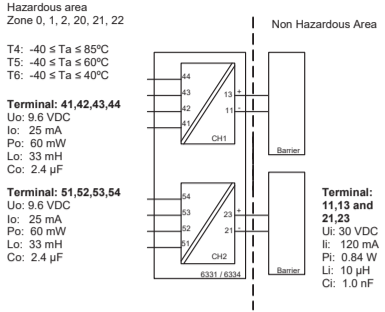 Hazardous area
Zone 0, 1, 2, 20, 21, 22
Non Hazardous Area
T4: -40 ≤ Ta ≤ 85ºC
T5: -40 ≤ Ta ≤ 60ºC
T6: -40 ≤ Ta ≤ 40ºC
Terminal: 41,42,43,44
Uo: 9.6 VDC
Io: 25 mA
Po: 60 mW
Lo: 33 mH
Co: 2.4 µF
44
43
42
41
13 +
11 -
CH1
Barrier
Terminal: 51,52,53,54
Uo: 9.6 VDC
Io: 25 mA
Po: 60 mW
Lo: 33 mH
Co: 2.4 µF
54
53
52
51
23 +
21 -
CH2
6331 / 6334
Barrier
Terminal:
11,13 and
21,23
Ui: 30 VDC
Ii: 120 mA
Pi: 0.84 W
Li: 10 µH
Ci: 1.0 nF